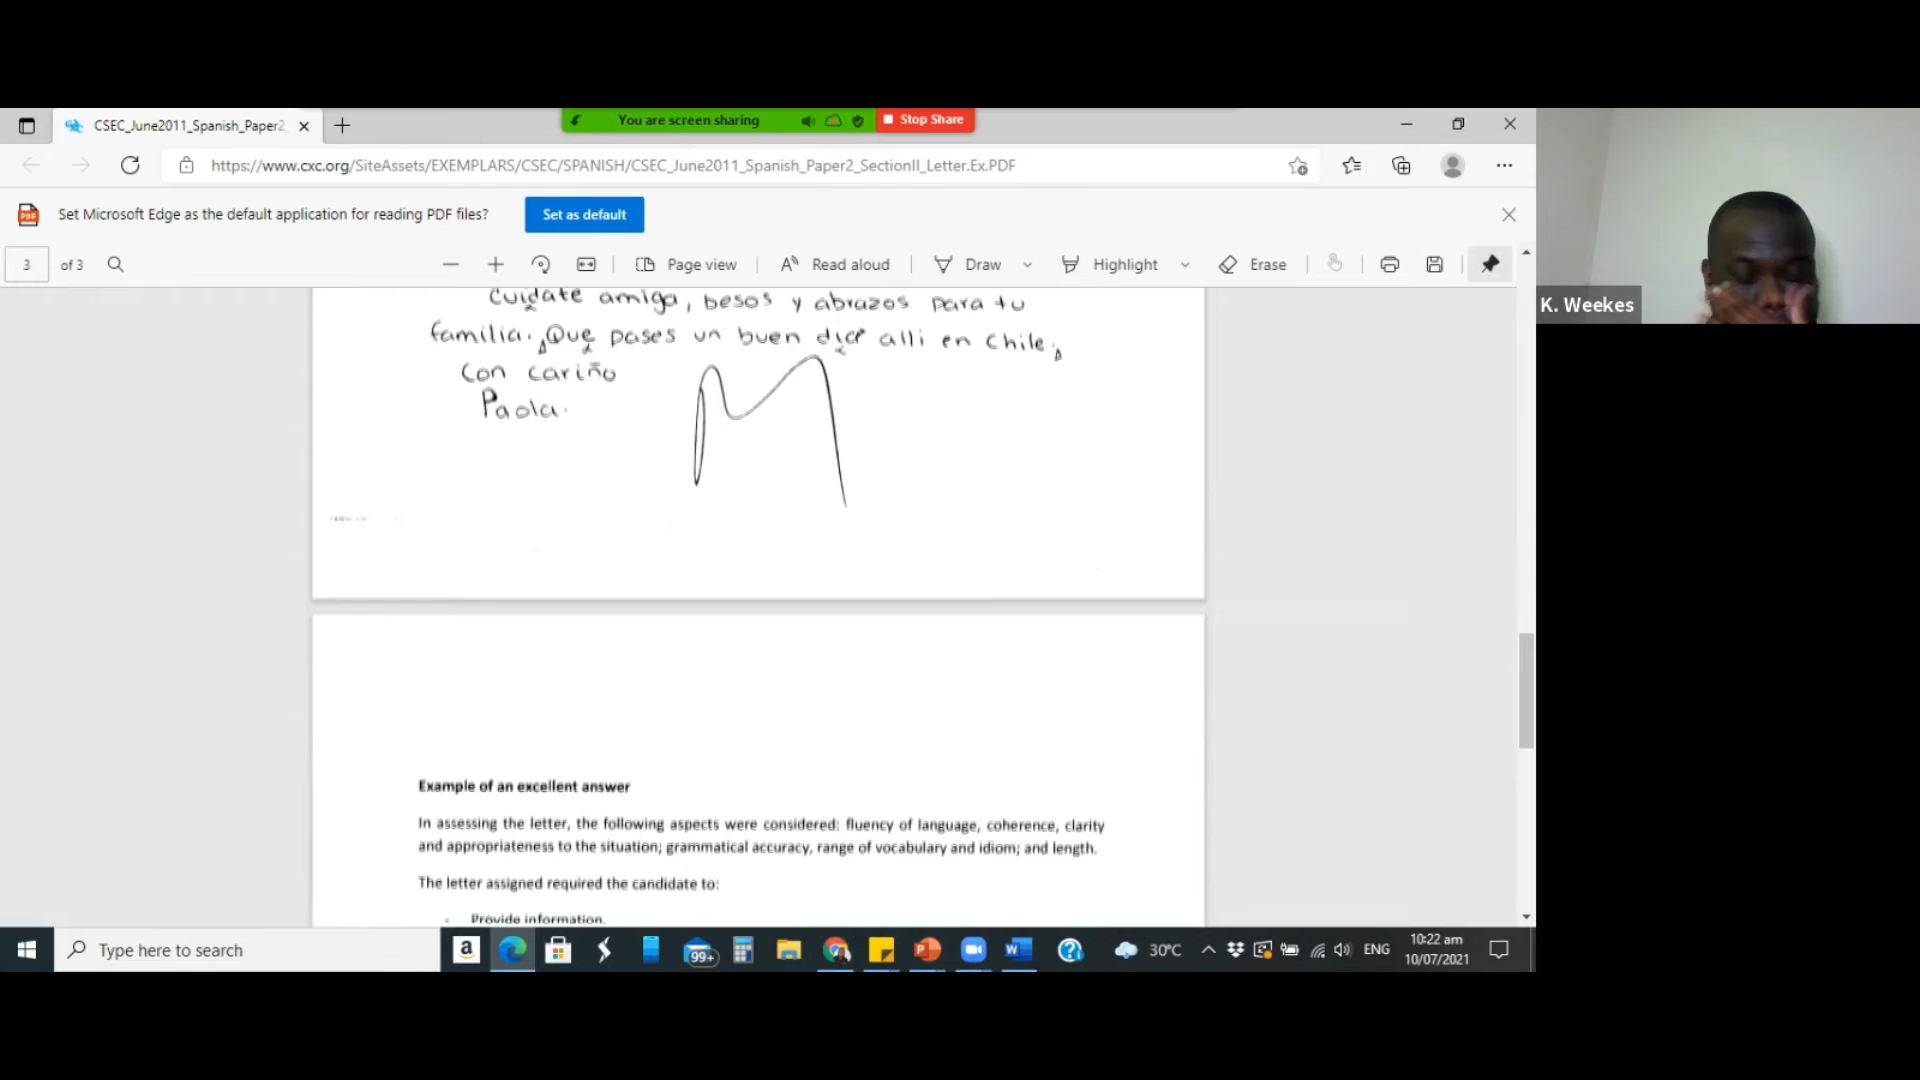 CSEC_June2011_Spanish_Paper2_
You are screen sharing
Stop Share
https://www.cxc.org/SiteAssets/EXEMPLARS/CSEC/SPANISH/CSEC_June2011_Spanish_Paper2_SectionII_Letter.Ex.PDF
PDF
Set Microsoft Edge as the default application for reading PDF files?
Set as default
3 of 3
Page view
Read aloud
Draw
Highlight
Erase
K. Weekes
Cuidate amiga, besos y abrazos para tu
familia. Que pases un buen dia alli en Chile.
Con cariño
Paola.
Example of an excellent answer
In assessing the letter, the following aspects were considered: fluency of language, coherence, clarity
and appropriateness to the situation; grammatical accuracy, range of vocabulary and idiom; and length.
The letter assigned required the candidate to:
Provide information.
Type here to search
99+
30°C
ENG
10:22 am
10/07/2021